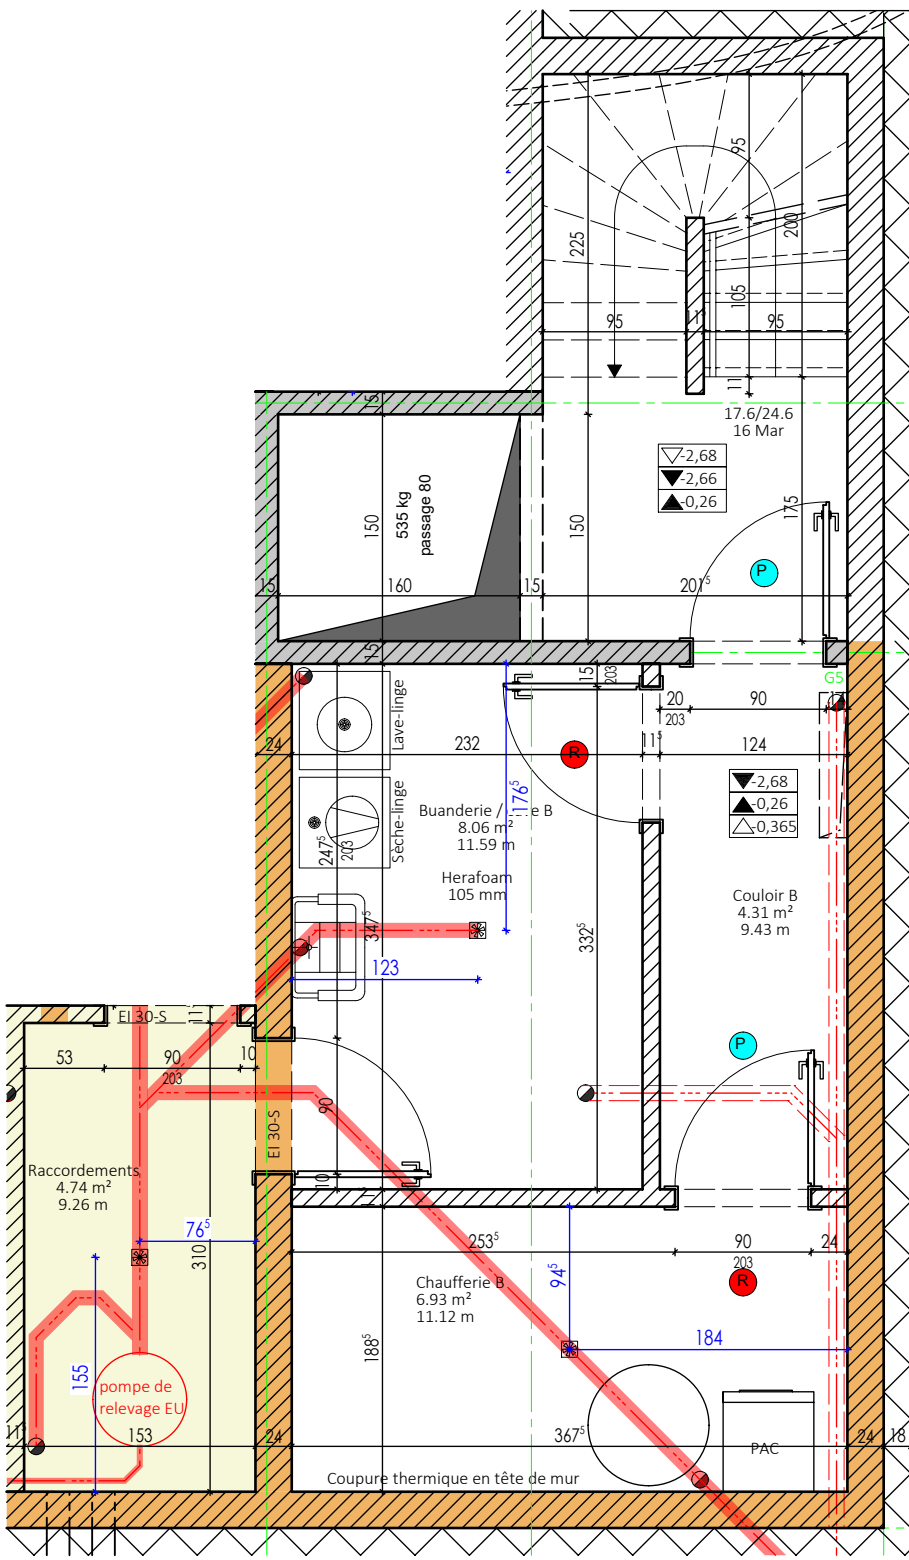 95
200
225
105
95
11⁵
95
11
17.6/24.6
16 Mar
-2,68
-2,66
-0,26
175
15
150
535 kg
passage 80
150
P
15
160
15
201⁵
15
15
203
G5
20
203
90
Lave-linge
24
232
11⁵
124
R
-2,68
-0,26
-0,365
176⁵
Buanderie /
B
8.06 m²
11.59 m
Sèche-linge
247⁵
203
Herafoam
105 mm
Couloir B
4.31 m²
9.43 m
347⁵
332⁵
123
EI 30-S
11
53
90
203
10
P
90
EI 30-S
10
11
Raccordements
4.74 m²
9.26 m
76⁵
310
253⁵
90
203
24
94⁵
R
Chaufferie B
6.93 m²
11.12 m
184
188⁵
155
pompe de
relevage EU
11⁵
153
24
367⁵
PAC
24
18
Coupure thermique en tête de mur